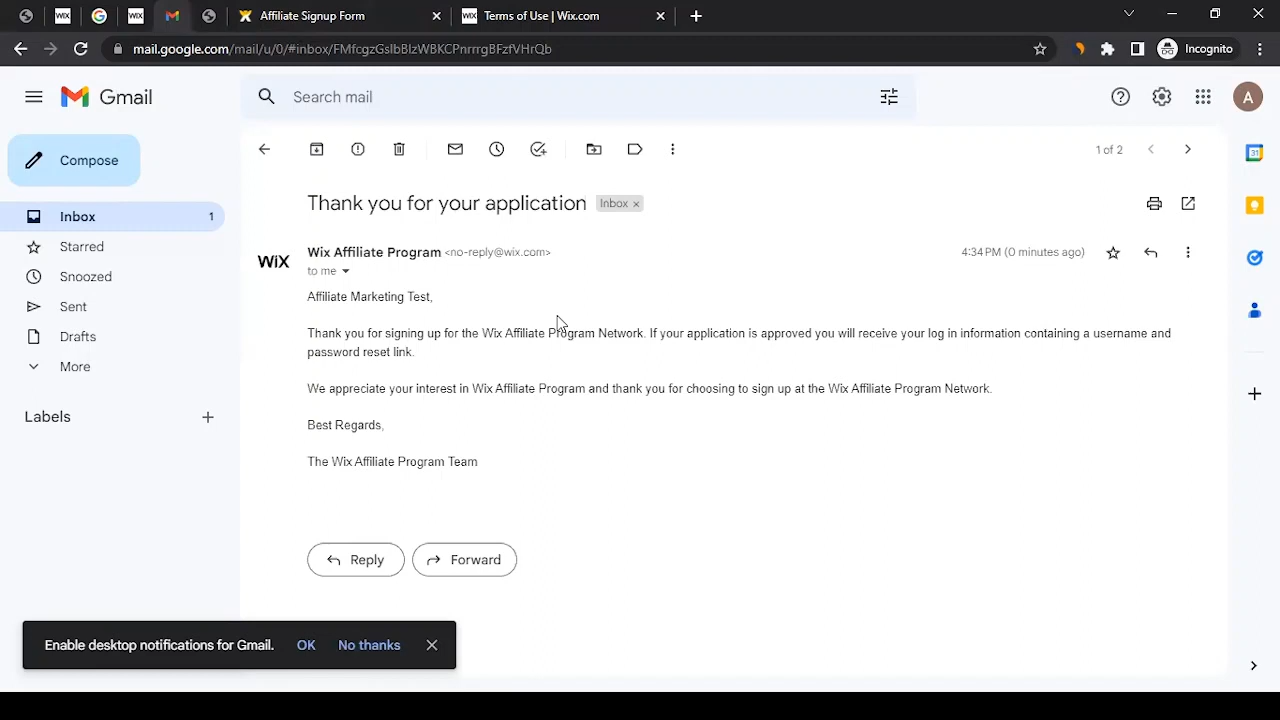 WiX WiX Affiliate Signup Form WiX Terms of Use | Wix.com
mail.google.com/mail/u/0/#inbox/FMfcgzGslbBlzWBKCPnrrrgBFzfVHrQb Incognito
Gmail Search mail A
Compose 1 of 2
Thank you for your application Inbox x
Inbox 1
Starred
Snoozed
Sent
Drafts
More
Labels
WiX Wix Affiliate Program <no-reply@wix.com> 4:34 PM (0 minutes ago)
to me
Affiliate Marketing Test,
Thank you for signing up for the Wix Affiliate Program Network. If your application is approved you will receive your log in information containing a username and
password reset link.
We appreciate your interest in Wix Affiliate Program and thank you for choosing to sign up at the Wix Affiliate Program Network.
Best Regards,
The Wix Affiliate Program Team
Reply Forward
Enable desktop notifications for Gmail. OK No thanks
31